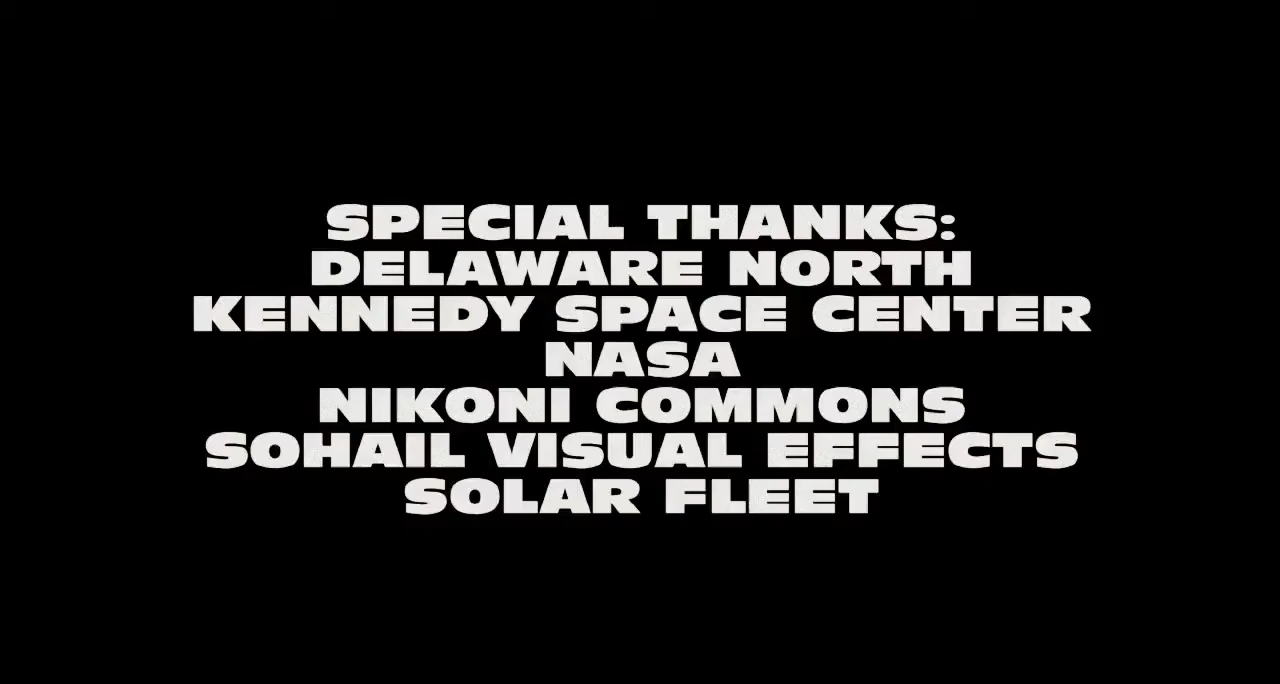 SPECIAL THANKS:
DELAWARE NORTH
KENNEDY SPACE CENTER
NASA
NIKONI COMMONS
SOHAIL VISUAL EFFECTS
SOLAR FLEET